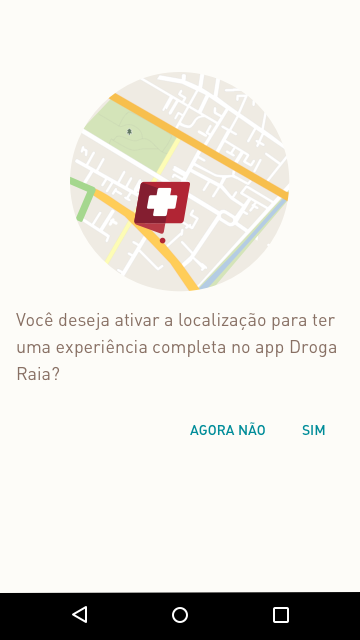 Você deseja ativar a localização para ter
uma experiência completa no app Droga
Raia?
AGORA NÃO SIM